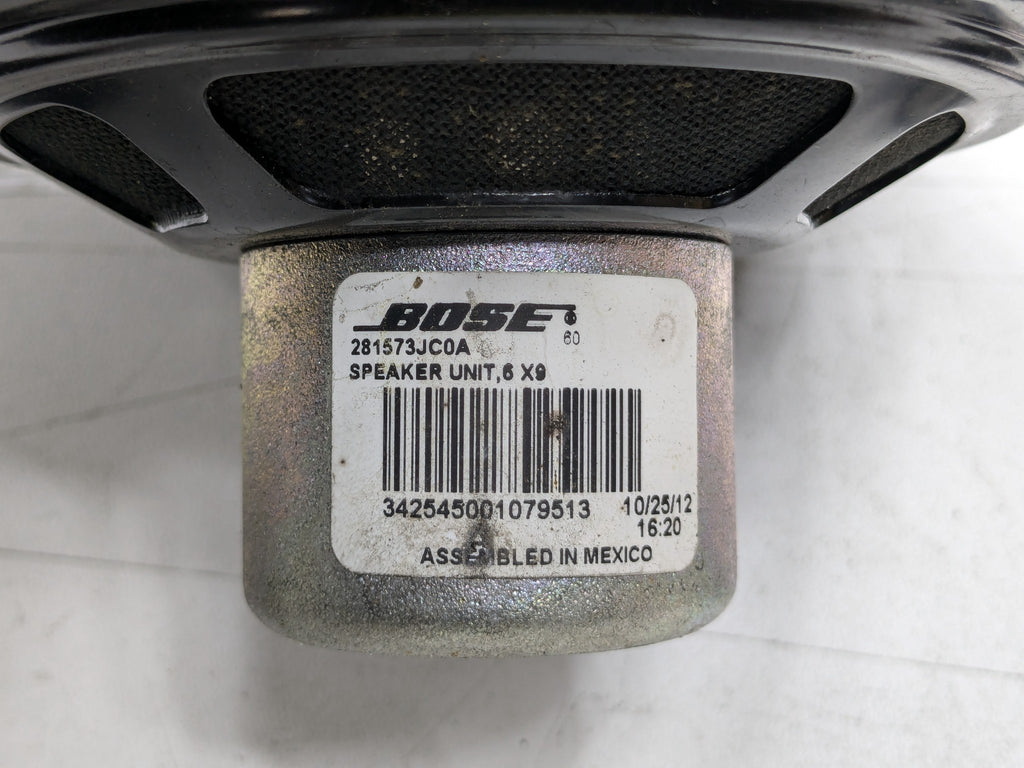 BOSE
60
281573JC0A
SPEAKER UNIT,6 X9
342545001079513
10/25/12
16:20
ASSEMBLED IN MEXICO